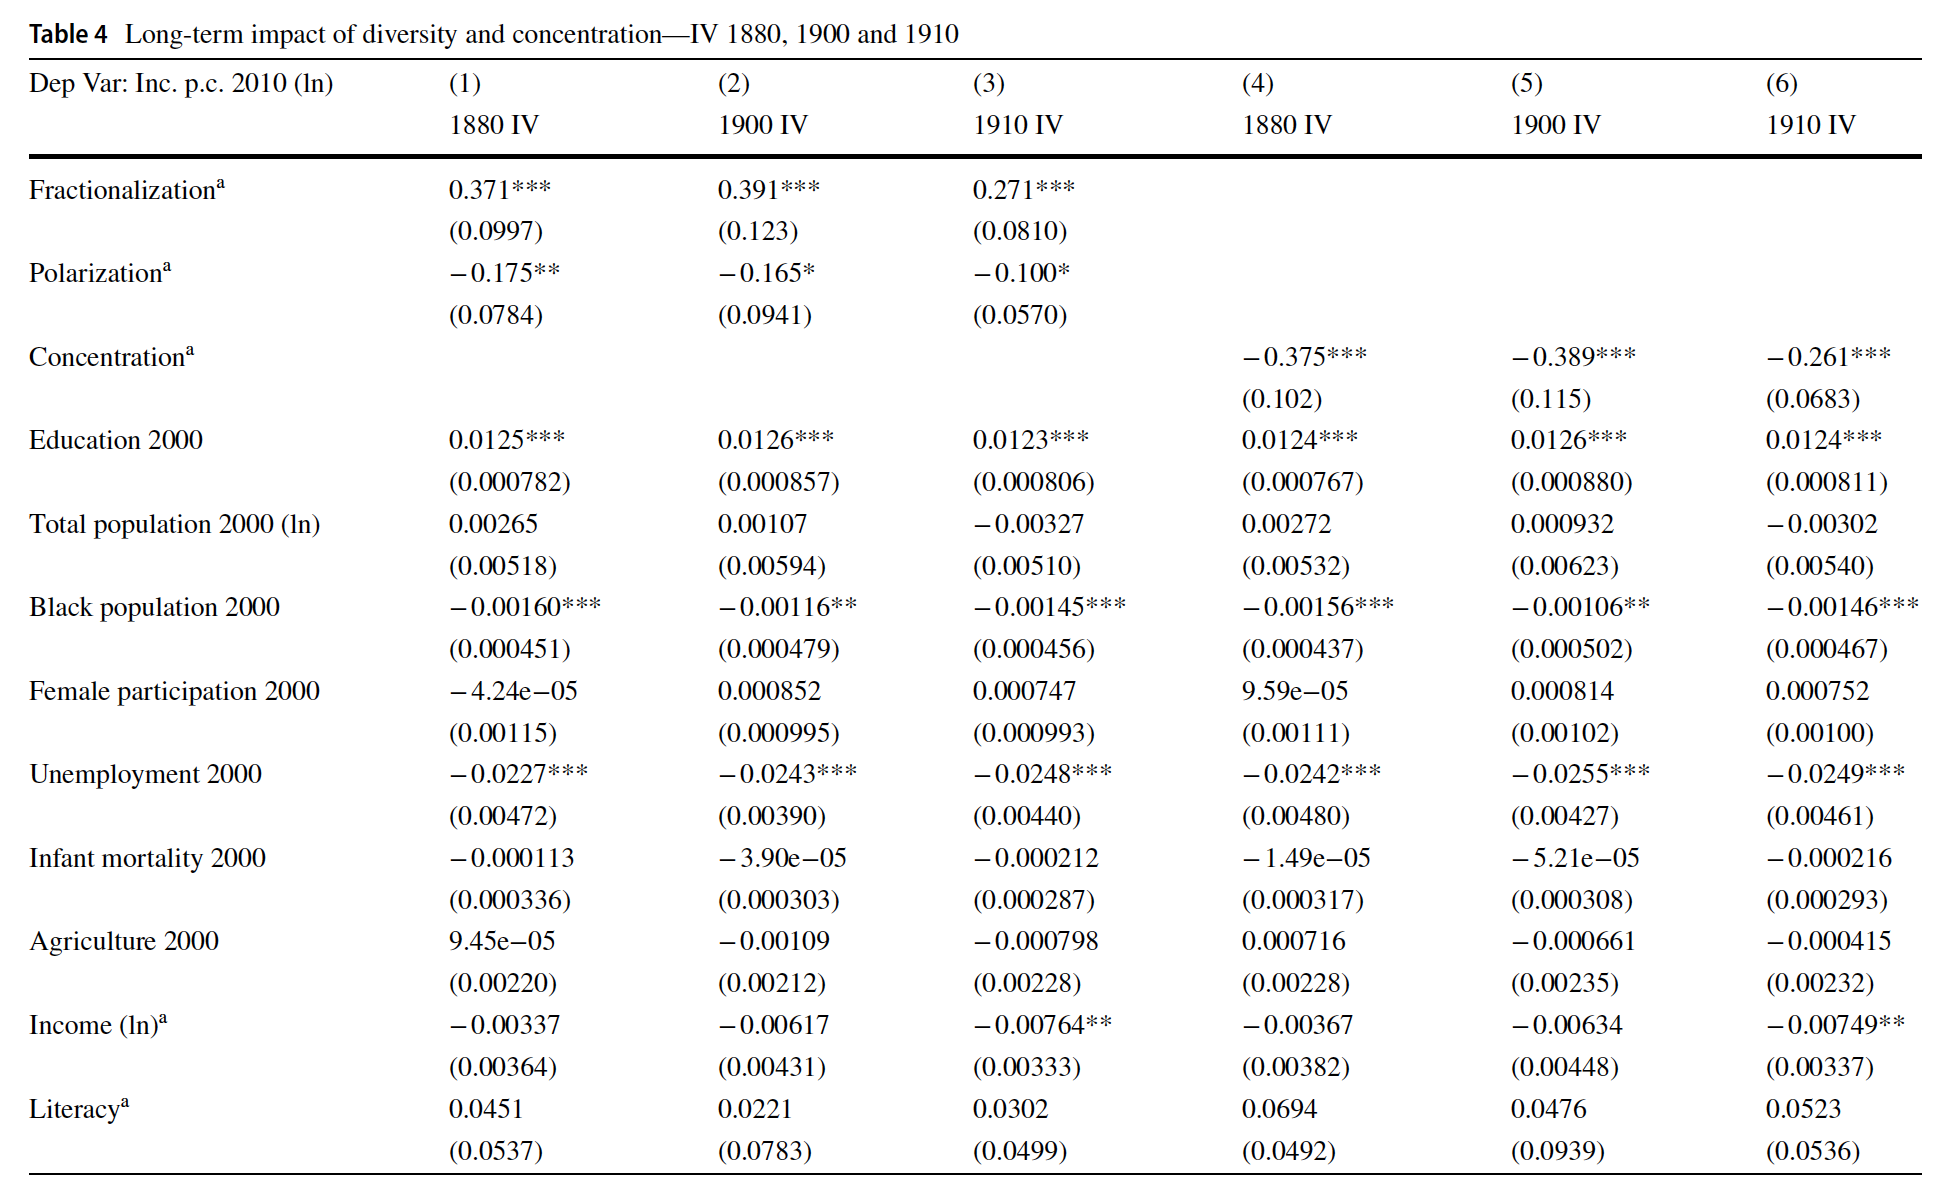 Table 4 Long-term impact of diversity and concentration—IV 1880, 1900 and 1910
Dep Var: Inc. p.c. 2010 (ln) (1) (2) (3) (4) (5) (6)
1880 IV 1900 IV 1910 IV 1880 IV 1900 IV 1910 IV
Fractionalizationᵃ 0.371*** 0.391*** 0.271***
(0.0997) (0.123) (0.0810)
Polarizationᵃ −0.175** −0.165* −0.100*
(0.0784) (0.0941) (0.0570)
Concentrationᵃ −0.375*** −0.389*** −0.261***
(0.102) (0.115) (0.0683)
Education 2000 0.0125*** 0.0126*** 0.0123*** 0.0124*** 0.0126*** 0.0124***
(0.000782) (0.000857) (0.000806) (0.000767) (0.000880) (0.000811)
Total population 2000 (ln) 0.00265 0.00107 −0.00327 0.00272 0.000932 −0.00302
(0.00518) (0.00594) (0.00510) (0.00532) (0.00623) (0.00540)
Black population 2000 −0.00160*** −0.00116** −0.00145*** −0.00156*** −0.00106** −0.00146***
(0.000451) (0.000479) (0.000456) (0.000437) (0.000502) (0.000467)
Female participation 2000 −4.24e−05 0.000852 0.000747 9.59e−05 0.000814 0.000752
(0.00115) (0.000995) (0.000993) (0.00111) (0.00102) (0.00100)
Unemployment 2000 −0.0227*** −0.0243*** −0.0248*** −0.0242*** −0.0255*** −0.0249***
(0.00472) (0.00390) (0.00440) (0.00480) (0.00427) (0.00461)
Infant mortality 2000 −0.000113 −3.90e−05 −0.000212 −1.49e−05 −5.21e−05 −0.000216
(0.000336) (0.000303) (0.000287) (0.000317) (0.000308) (0.000293)
Agriculture 2000 9.45e−05 −0.00109 −0.000798 0.000716 −0.000661 −0.000415
(0.00220) (0.00212) (0.00228) (0.00228) (0.00235) (0.00232)
Income (ln)ᵃ −0.00337 −0.00617 −0.00764** −0.00367 −0.00634 −0.00749**
(0.00364) (0.00431) (0.00333) (0.00382) (0.00448) (0.00337)
Literacyᵃ 0.0451 0.0221 0.0302 0.0694 0.0476 0.0523
(0.0537) (0.0783) (0.0499) (0.0492) (0.0939) (0.0536)